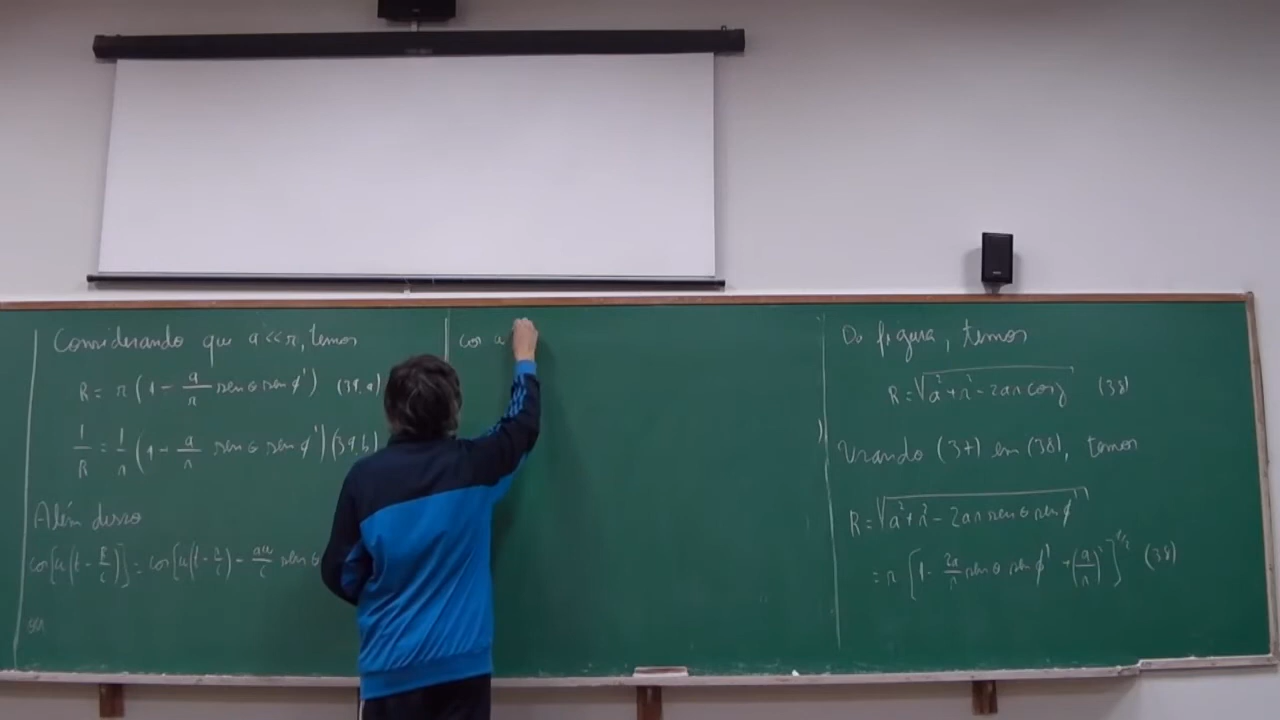 Considerando que a << r, temos
R = r (1 - a/r sen θ sen φ') (39.a)
1/R = 1/r (1 + a/r sen θ sen φ') (39.b)
Além disso
cos[ω(t - R/c)] = cos[ω(t - r/c) - aω/c sen θ
ou
cos ω
Da figura, temos
R = √(a² + r² - 2ar cos γ) (38)
Usando (37) em (38), temos
R = √(a² + r² - 2ar sen θ sen φ')
= r [1 - 2a/r sen θ sen φ' + (a/r)²]^1/2 (38)